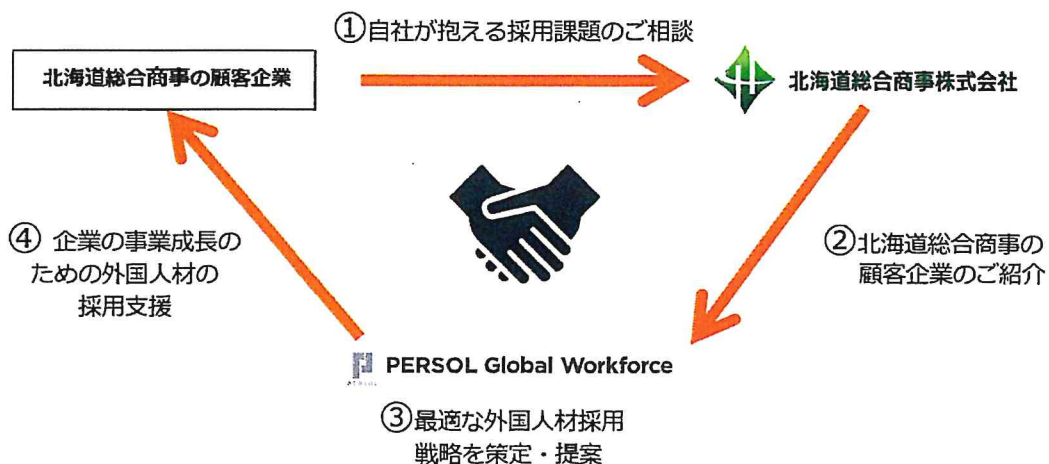 ①自社が抱える採用課題のご相談
北海道総合商事の顧客企業
北海道総合商事株式会社
④ 企業の事業成長の
ための外国人材の
採用支援
②北海道総合商事の
顧客企業のご紹介
PERSOL Global Workforce
PERSOL
③最適な外国人材採用
戦略を策定・提案